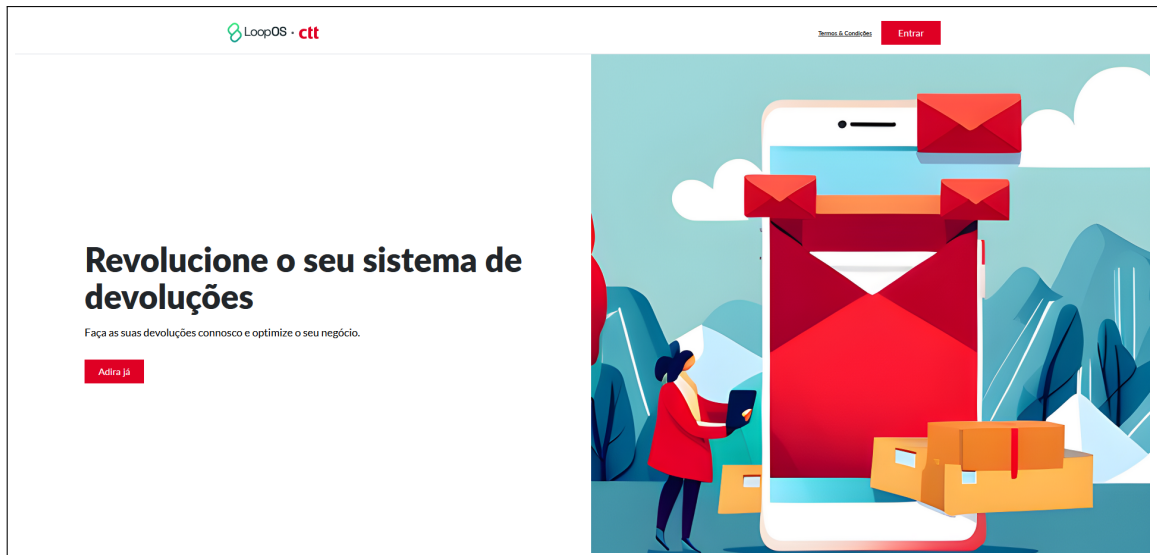 LoopOS · ctt
Termos & Condições
Entrar
Revolucione o seu sistema de
devoluções
Faça as suas devoluções connosco e optimize o seu negócio.
Adira já